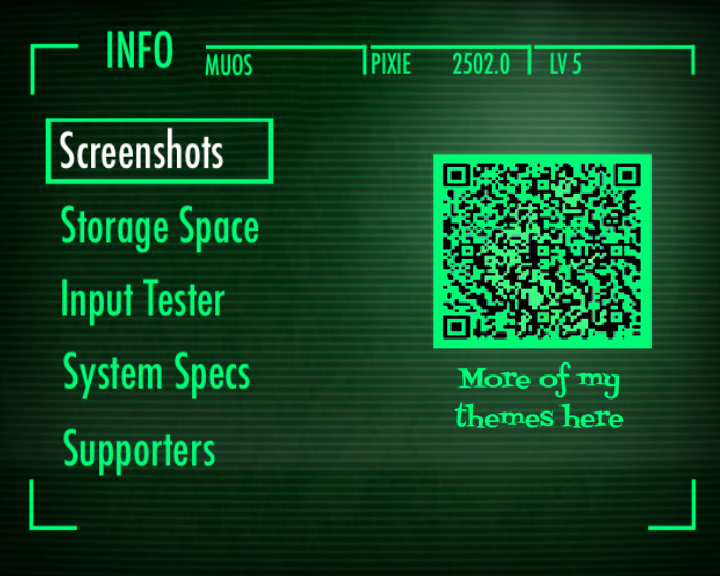 INFO MUOS PIXIE 2502.0 LV 5
Screenshots
Storage Space
Input Tester
System Specs
Supporters
More of my
themes here